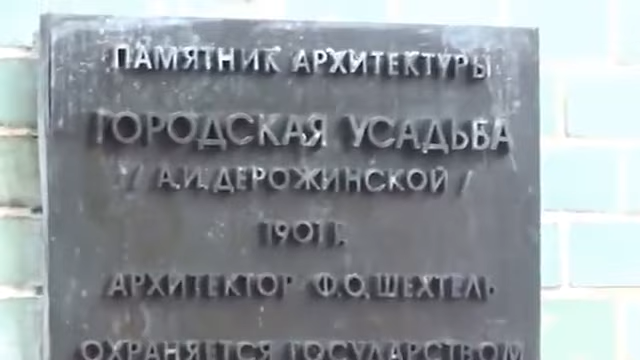 ПАМЯТНИК АРХИТЕКТУРЫ
ГОРОДСКАЯ УСАДЬБА
/ А.И.ДЕРОЖИНСКОЙ /
1901 г.
АРХИТЕКТОР Ф.О.ШЕХТЕЛЬ
ОХРАНЯЕТСЯ ГОСУДАРСТВОМ